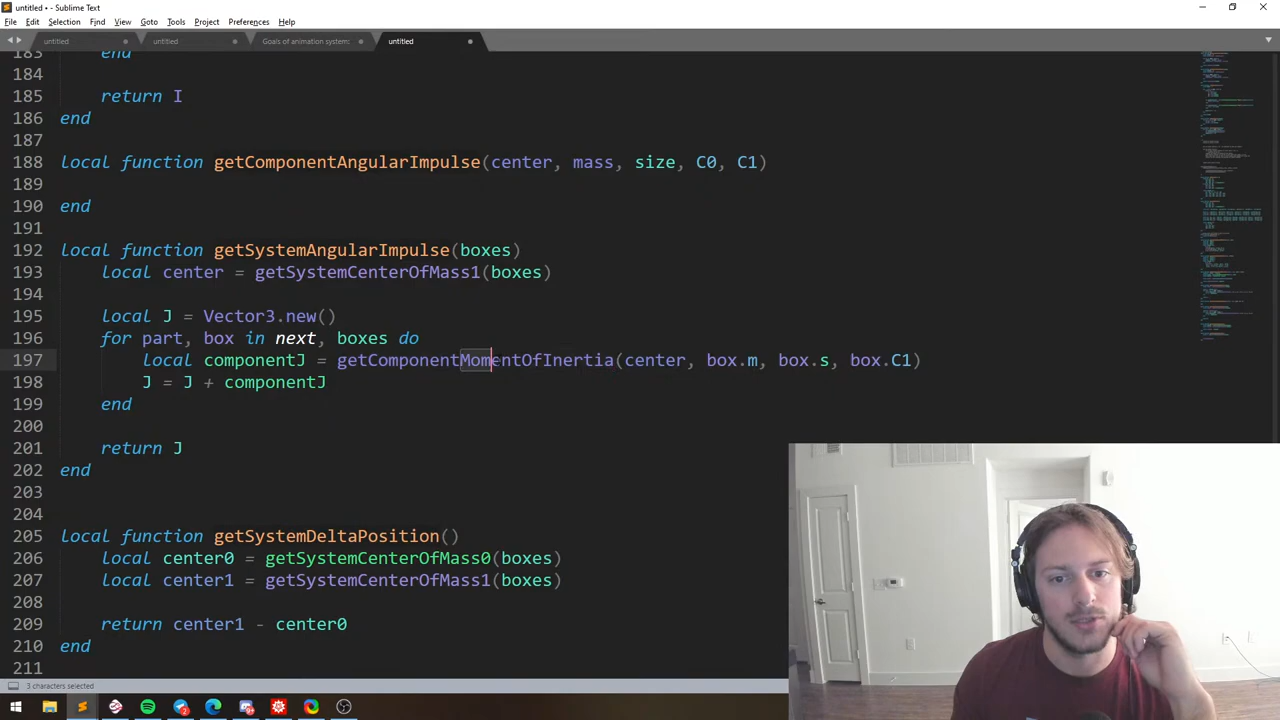 untitled • - Sublime Text
File Edit Selection Find View Goto Tools Project Preferences Help
untitled untitled Goals of animation system: untitled
183 end
184
185 return I
186 end
187
188 local function getComponentAngularImpulse(center, mass, size, C0, C1)
189
190 end
191
192 local function getSystemAngularImpulse(boxes)
193 local center = getSystemCenterOfMass1(boxes)
194
195 local J = Vector3.new()
196 for part, box in next, boxes do
197 local componentJ = getComponentMomentOfInertia(center, box.m, box.s, box.C1)
198 J = J + componentJ
199 end
200
201 return J
202 end
203
204
205 local function getSystemDeltaPosition()
206 local center0 = getSystemCenterOfMass0(boxes)
207 local center1 = getSystemCenterOfMass1(boxes)
208
209 return center1 - center0
210 end
211
3 characters selected